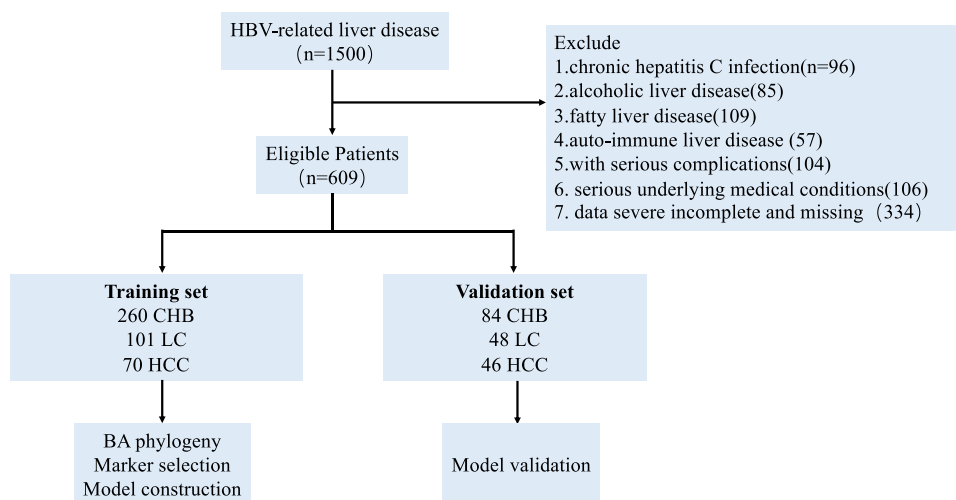 HBV-related liver disease
（n=1500）
Exclude
1.chronic hepatitis C infection(n=96)
2.alcoholic liver disease(85)
3.fatty liver disease(109)
4.auto-immune liver disease (57)
5.with serious complications(104)
6. serious underlying medical conditions(106)
7. data severe incomplete and missing（334）
Eligible Patients
（n=609）
Training set
260 CHB
101 LC
70 HCC
Validation set
84 CHB
48 LC
46 HCC
BA phylogeny
Marker selection
Model construction
Model validation